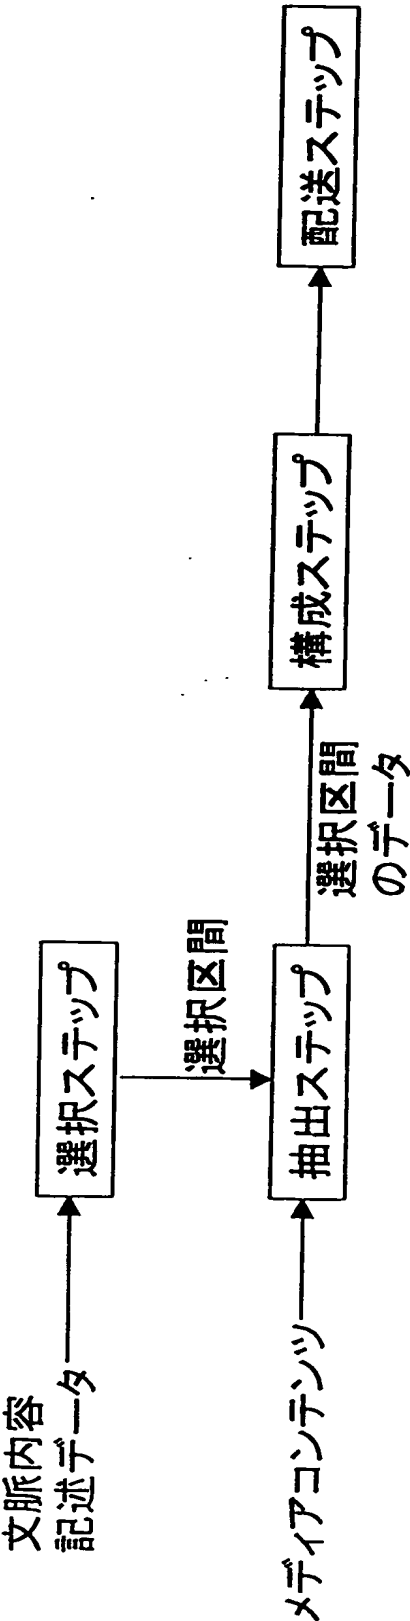 文脈内容
記述データ
選択ステップ
選択区間
メディアコンテンツ
抽出ステップ
選択区間
のデータ
構成ステップ
配送ステップ